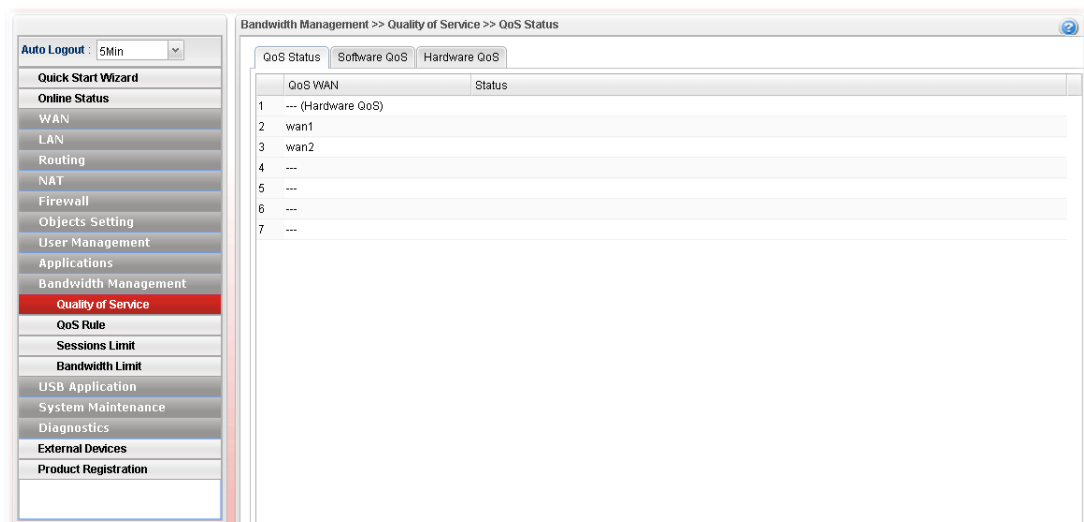 Bandwidth Management >> Quality of Service >> QoS Status
Auto Logout : 5Min
Quick Start Wizard
Online Status
WAN
LAN
Routing
NAT
Firewall
Objects Setting
User Management
Applications
Bandwidth Management
Quality of Service
QoS Rule
Sessions Limit
Bandwidth Limit
USB Application
System Maintenance
Diagnostics
External Devices
Product Registration
QoS Status Software QoS Hardware QoS
QoS WAN Status
1 --- (Hardware QoS)
2 wan1
3 wan2
4 ---
5 ---
6 ---
7 ---